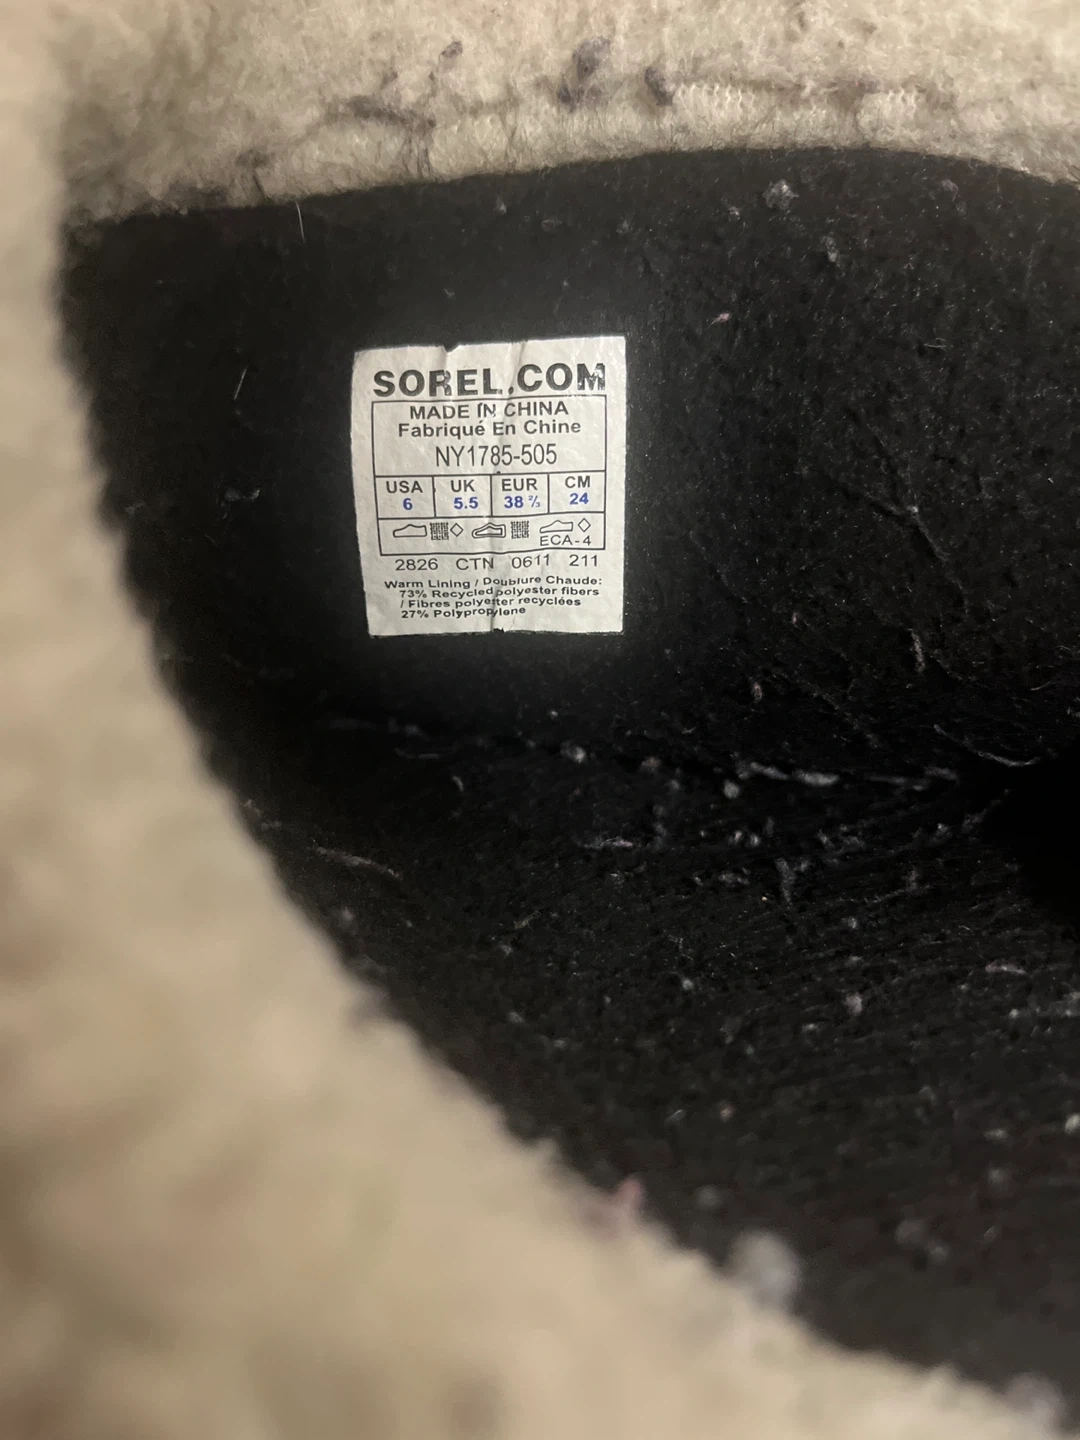 SOREL.COM
MADE IN CHINA
Fabriqué En Chine
NY1785-505
USA UK EUR CM
6 5.5 38 ⅔ 24
ECA-4
2826 CTN 0611 211
Warm Lining / Doublure Chaude:
73% Recycled polyester fibers
/ Fibres polyester recyclées
27% Polypropylene